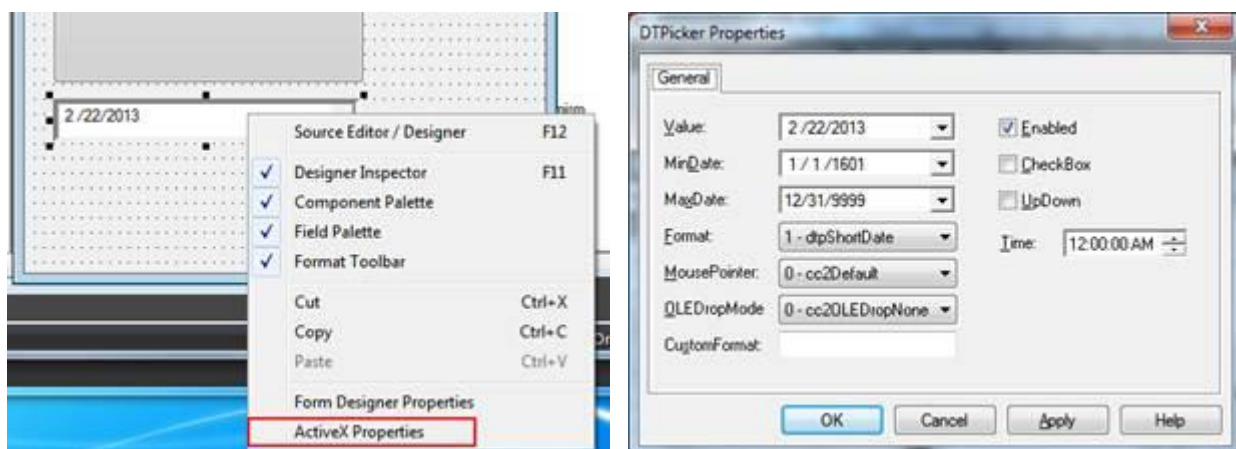 2 /22/2013
Source Editor / Designer F12
Designer Inspector F11
Component Palette
Field Palette
Format Toolbar
Cut Ctrl+X
Copy Ctrl+C
Paste Ctrl+V
Form Designer Properties
ActiveX Properties
DTPicker Properties
General
Value: 2 /22/2013 Enabled
MinDate: 1 / 1 /1601 CheckBox
MaxDate: 12/31/9999 UpDown
Format: 1 - dtpShortDate Time: 12:00:00 AM
MousePointer: 0 - cc2Default
OLEDropMode 0 - cc2OLEDropNone
CustomFormat:
OK Cancel Apply Help